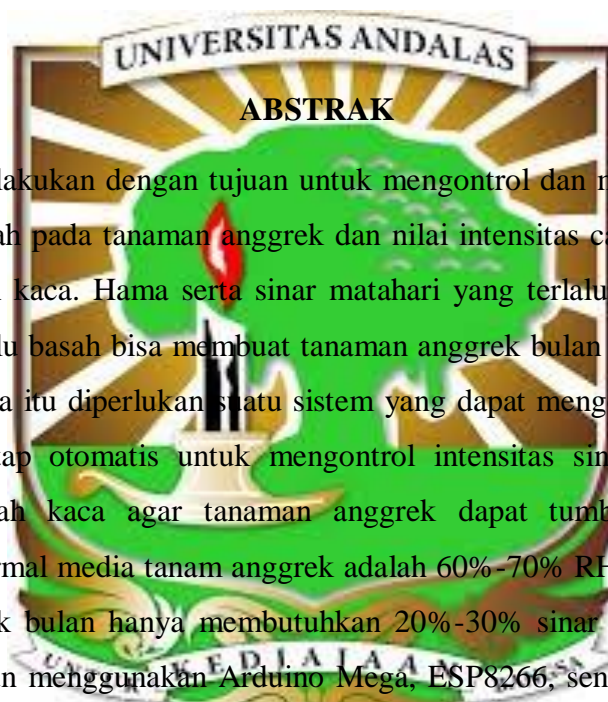 UNIVERSITAS ANDALAS
ABSTRAK
lakukan dengan tujuan untuk mengontrol dan
ah pada tanaman anggrek dan nilai intensitas
kaca. Hama serta sinar matahari yang terlalu
lu basah bisa membuat tanaman anggrek bulan
a itu diperlukan suatu sistem yang dapat meng
ap otomatis untuk mengontrol intensitas sin
ah kaca agar tanaman anggrek dapat tumb
rmal media tanam anggrek adalah 60%-70% RH
k bulan hanya membutuhkan 20%-30% sinar
KEDJAJAAN
n menggunakan Arduino Mega, ESP8266, sen